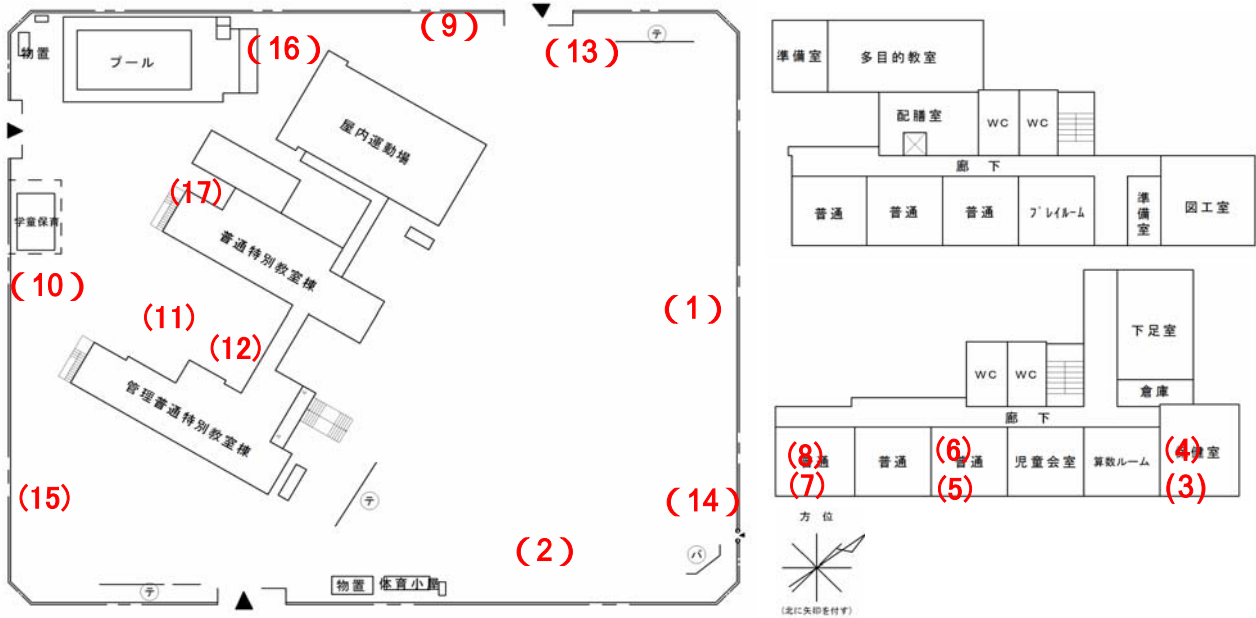 (9)
(16)
(13)
テ
物置
プール
屋内運動場
(17)
学童保育
普通特別教室棟
(10)
(11)
(12)
(1)
管理普通特別教室棟
(15)
テ
(14)
(2)
バ
テ
物置
体育小屋
準備室
多目的教室
配膳室
WC
WC
廊下
普通
普通
普通
プレイルーム
準備室
図工室
下足室
WC
WC
倉庫
廊下
(8)
普通
普通
(6)
普通
児童会室
算数ルーム
(4)
健室
(7)
(5)
(3)
方位
(北に矢印を付す)